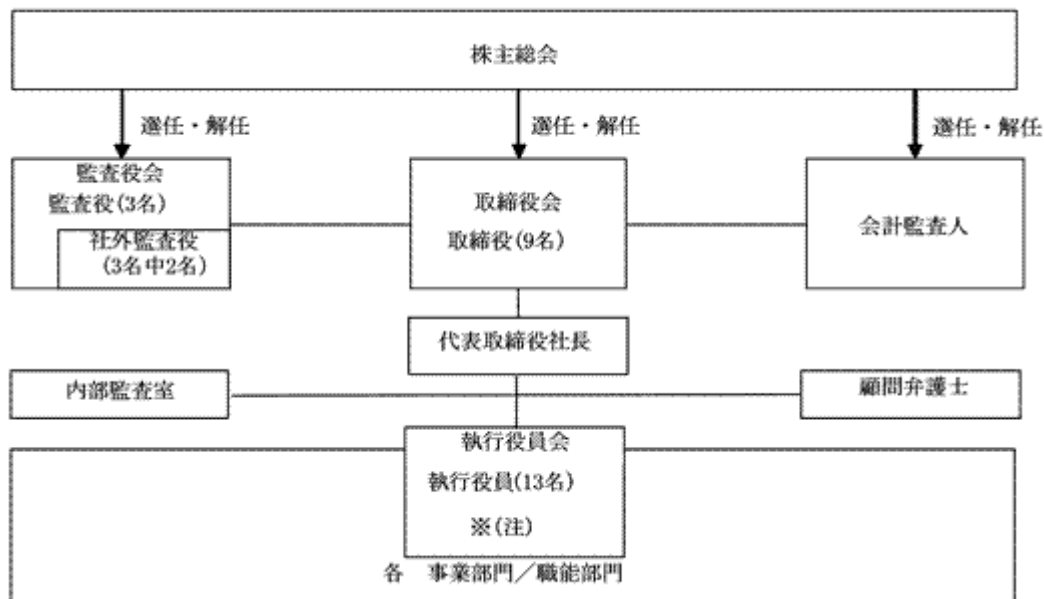 株主総会
選任・解任
選任・解任
選任・解任
監査役会
監査役(3名)
社外監査役
(3名中2名)
取締役会
取締役(9名)
会計監査人
代表取締役社長
内部監査室
顧問弁護士
執行役員会
執行役員(13名)
※(注)
各　事業部門／職能部門